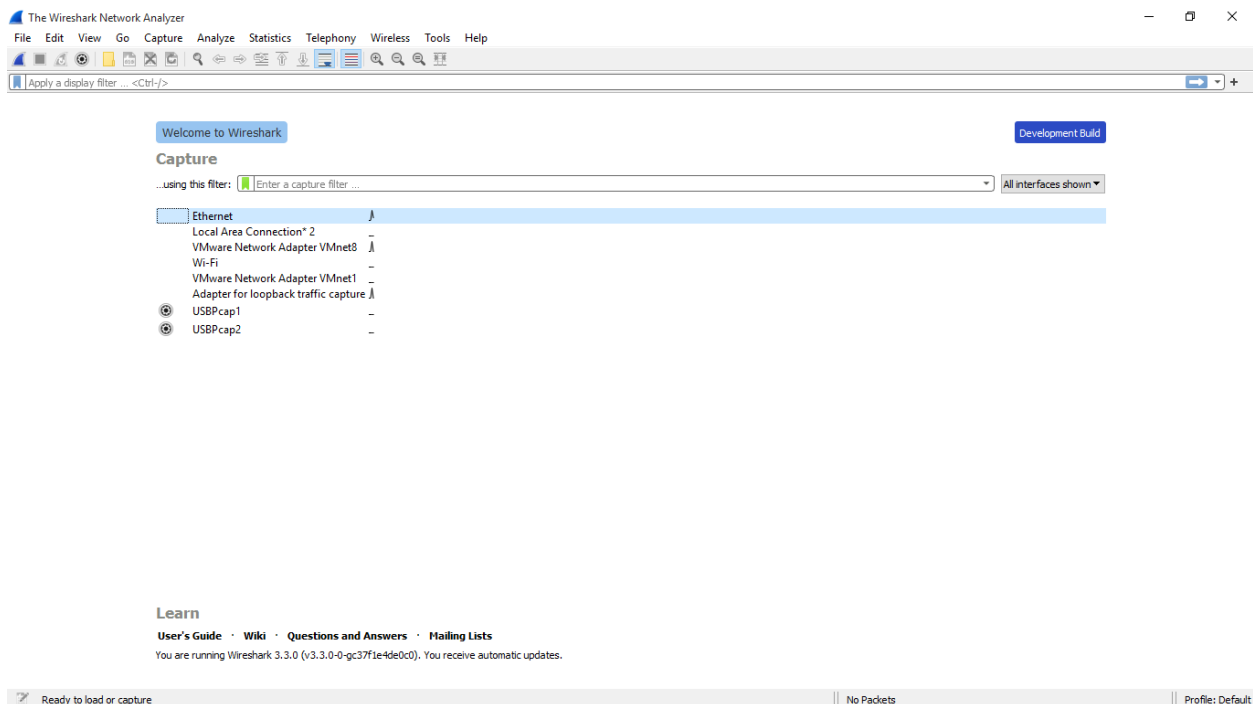 The Wireshark Network Analyzer
File Edit View Go Capture Analyze Statistics Telephony Wireless Tools Help
Apply a display filter ... <Ctrl-/>
Welcome to Wireshark
Development Build
Capture
...using this filter: Enter a capture filter ...
All interfaces shown
Ethernet
Local Area Connection* 2
VMware Network Adapter VMnet8
Wi-Fi
VMware Network Adapter VMnet1
Adapter for loopback traffic capture
USBPcap1
USBPcap2
Learn
User's Guide · Wiki · Questions and Answers · Mailing Lists
You are running Wireshark 3.3.0 (v3.3.0-0-gc37f1e4de0c0). You receive automatic updates.
Ready to load or capture
No Packets
Profile: Default